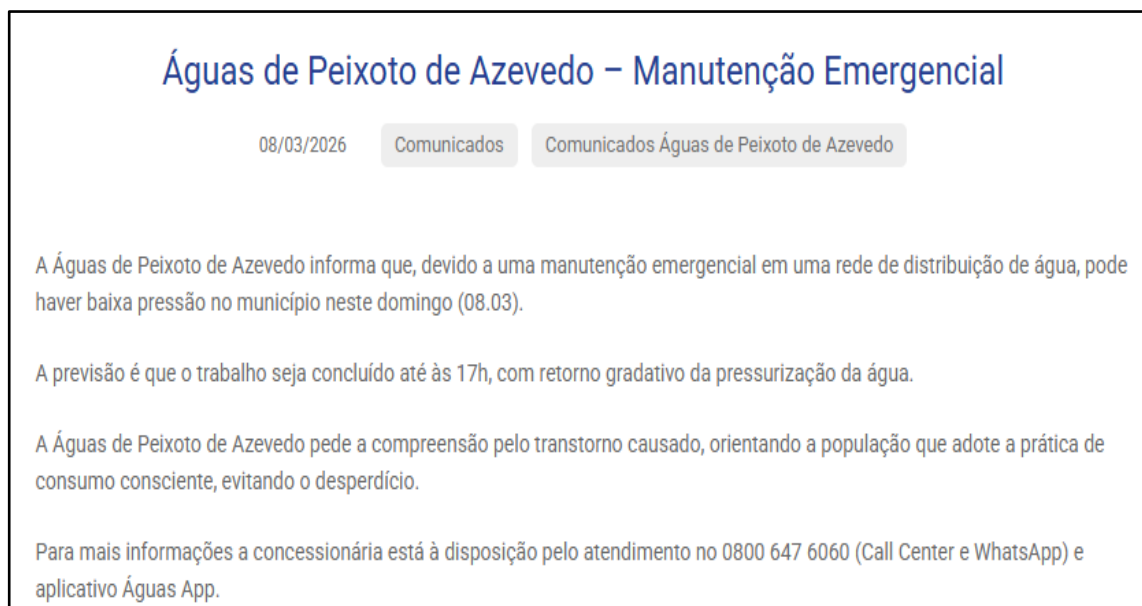 Águas de Peixoto de Azevedo – Manutenção Emergencial
08/03/2026 Comunicados Comunicados Águas de Peixoto de Azevedo
A Águas de Peixoto de Azevedo informa que, devido a uma manutenção emergencial em uma rede de distribuição de água, pode
haver baixa pressão no município neste domingo (08.03).
A previsão é que o trabalho seja concluído até às 17h, com retorno gradativo da pressurização da água.
A Águas de Peixoto de Azevedo pede a compreensão pelo transtorno causado, orientando a população que adote a prática de
consumo consciente, evitando o desperdício.
Para mais informações a concessionária está à disposição pelo atendimento no 0800 647 6060 (Call Center e WhatsApp) e
aplicativo Águas App.